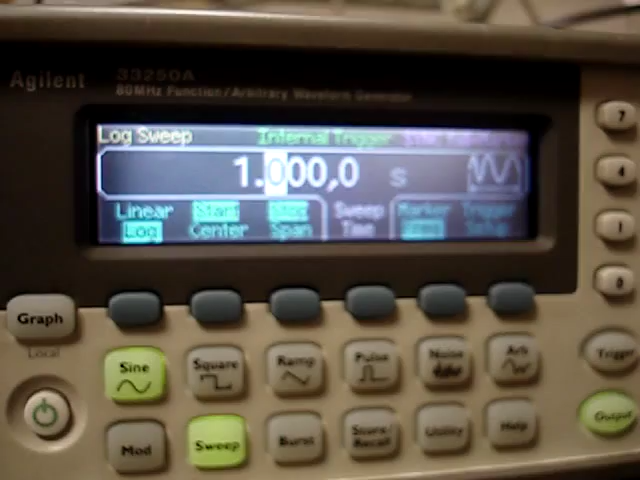 Agilent
33250A
80MHz Function/Arbitrary Waveform Generator
Log Sweep Internal Trigger
1.000,0 s
Linear Start Stop Sweep Marker Trigger
Log Center Span Time Setup
Graph
Local
Sine Square Ramp Pulse Noise Arb
Mod Sweep Burst Store/ Utility Help
Recall
7
4
1
0
Trigger
Output